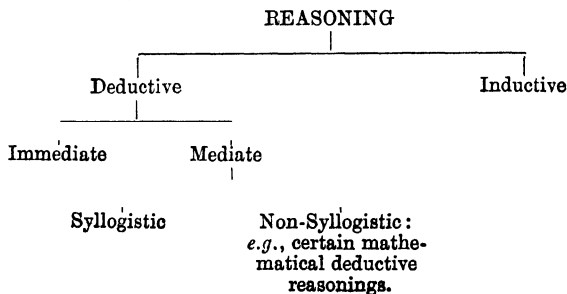 REASONING
Deductive Inductive
Immediate Mediate
Syllogistic Non-Syllogistic:
e.g., certain mathe-
matical deductive
reasonings.